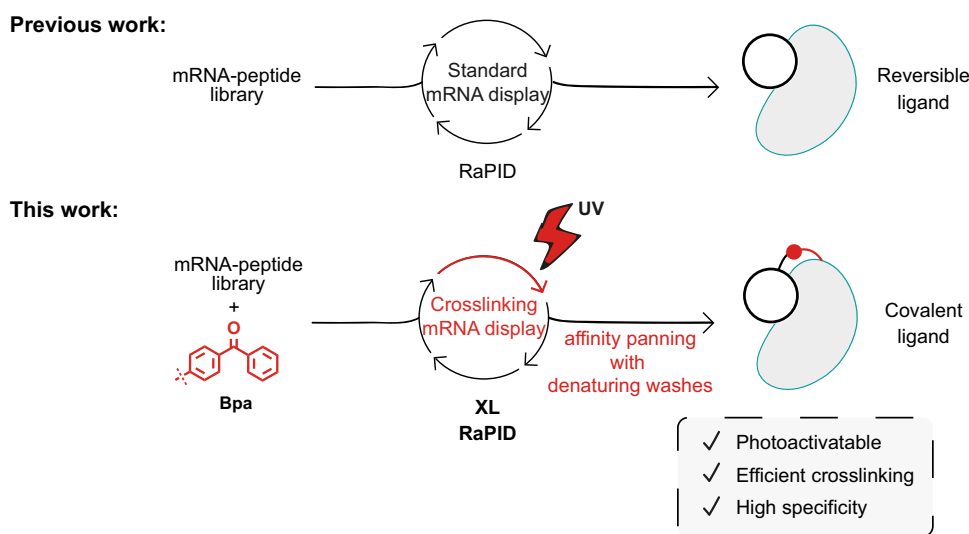 Previous work:
mRNA-peptide
library
Standard
mRNA display
RaPID
Reversible
ligand
This work:
mRNA-peptide
library
+
O
Bpa
UV
Crosslinking
mRNA display
XL
RaPID
affinity panning
with
denaturing washes
Covalent
ligand
✓ Photoactivatable
✓ Efficient crosslinking
✓ High specificity